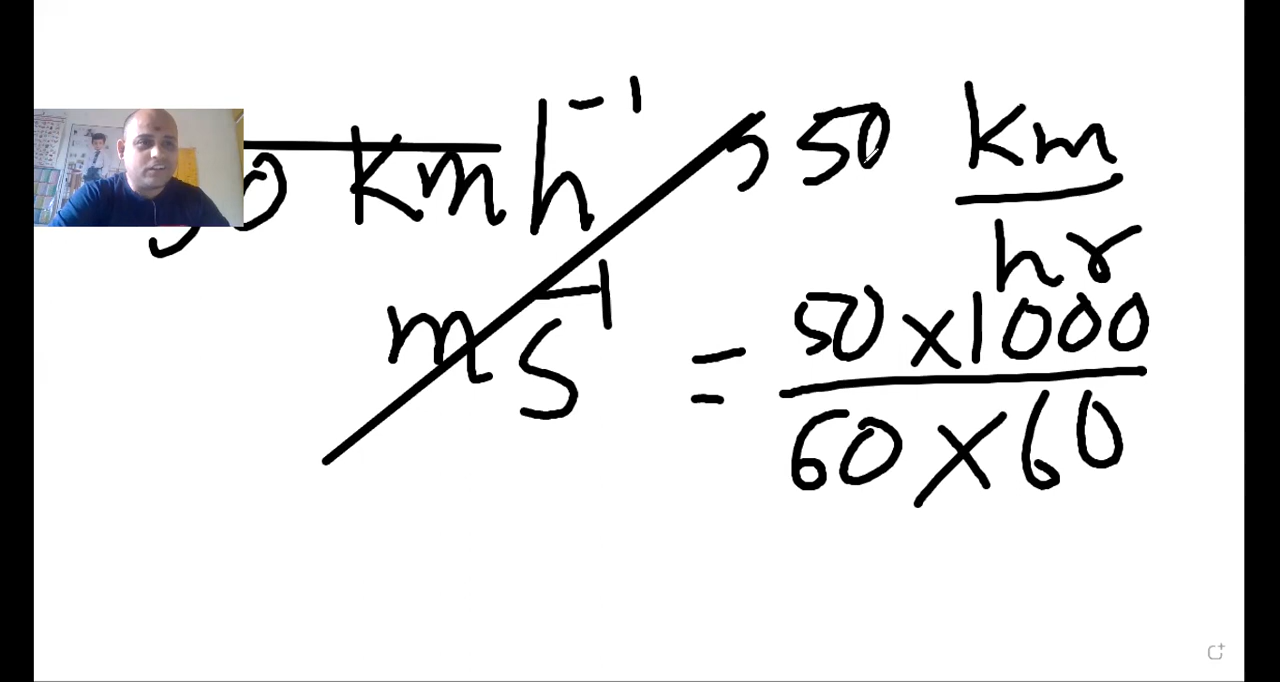 km h⁻¹
50 km
hr
m s⁻¹
= 50 × 1000
60 × 60